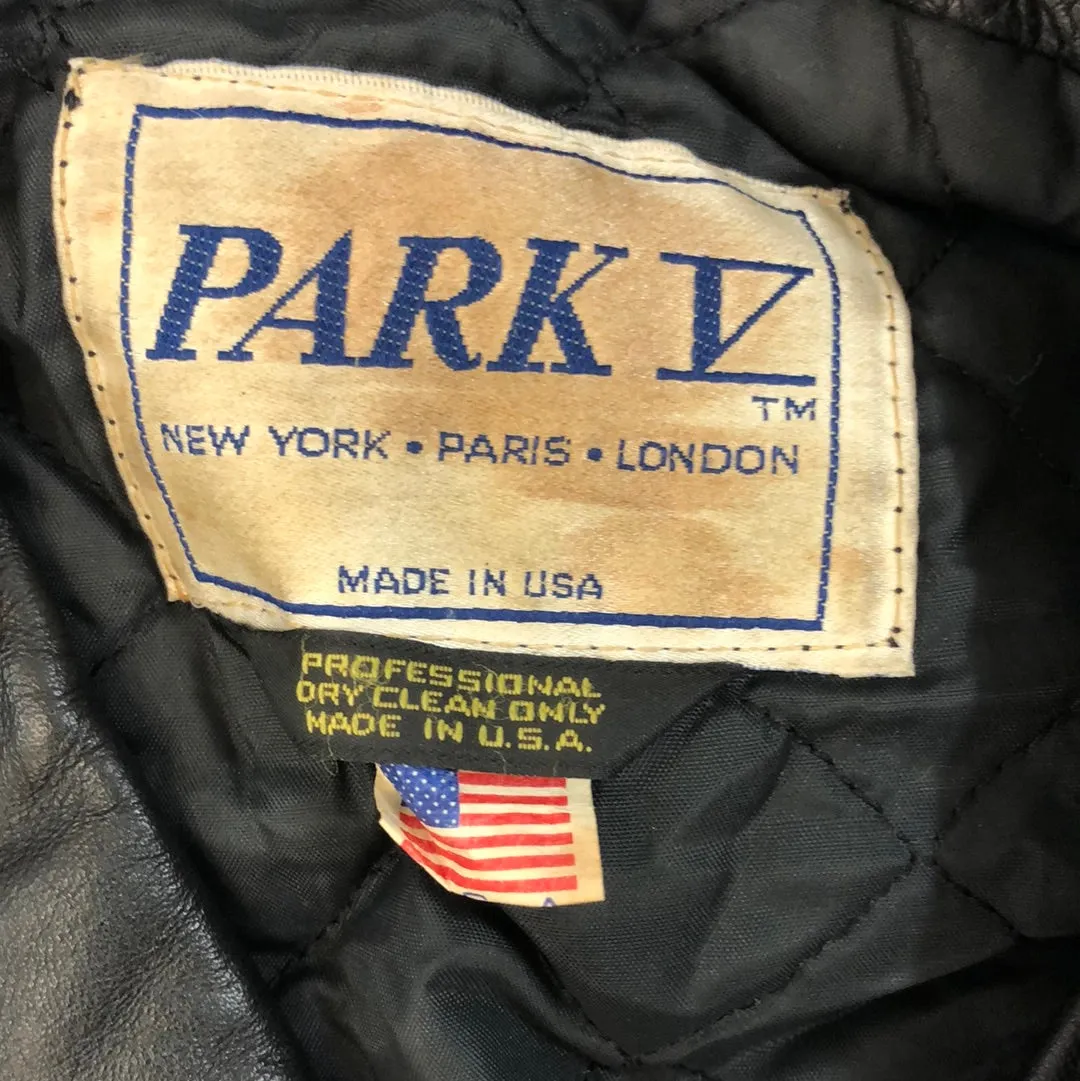 PARK V
TM
NEW YORK • PARIS • LONDON
MADE IN USA
PROFESSIONAL
DRY CLEAN ONLY
MADE IN U.S.A.